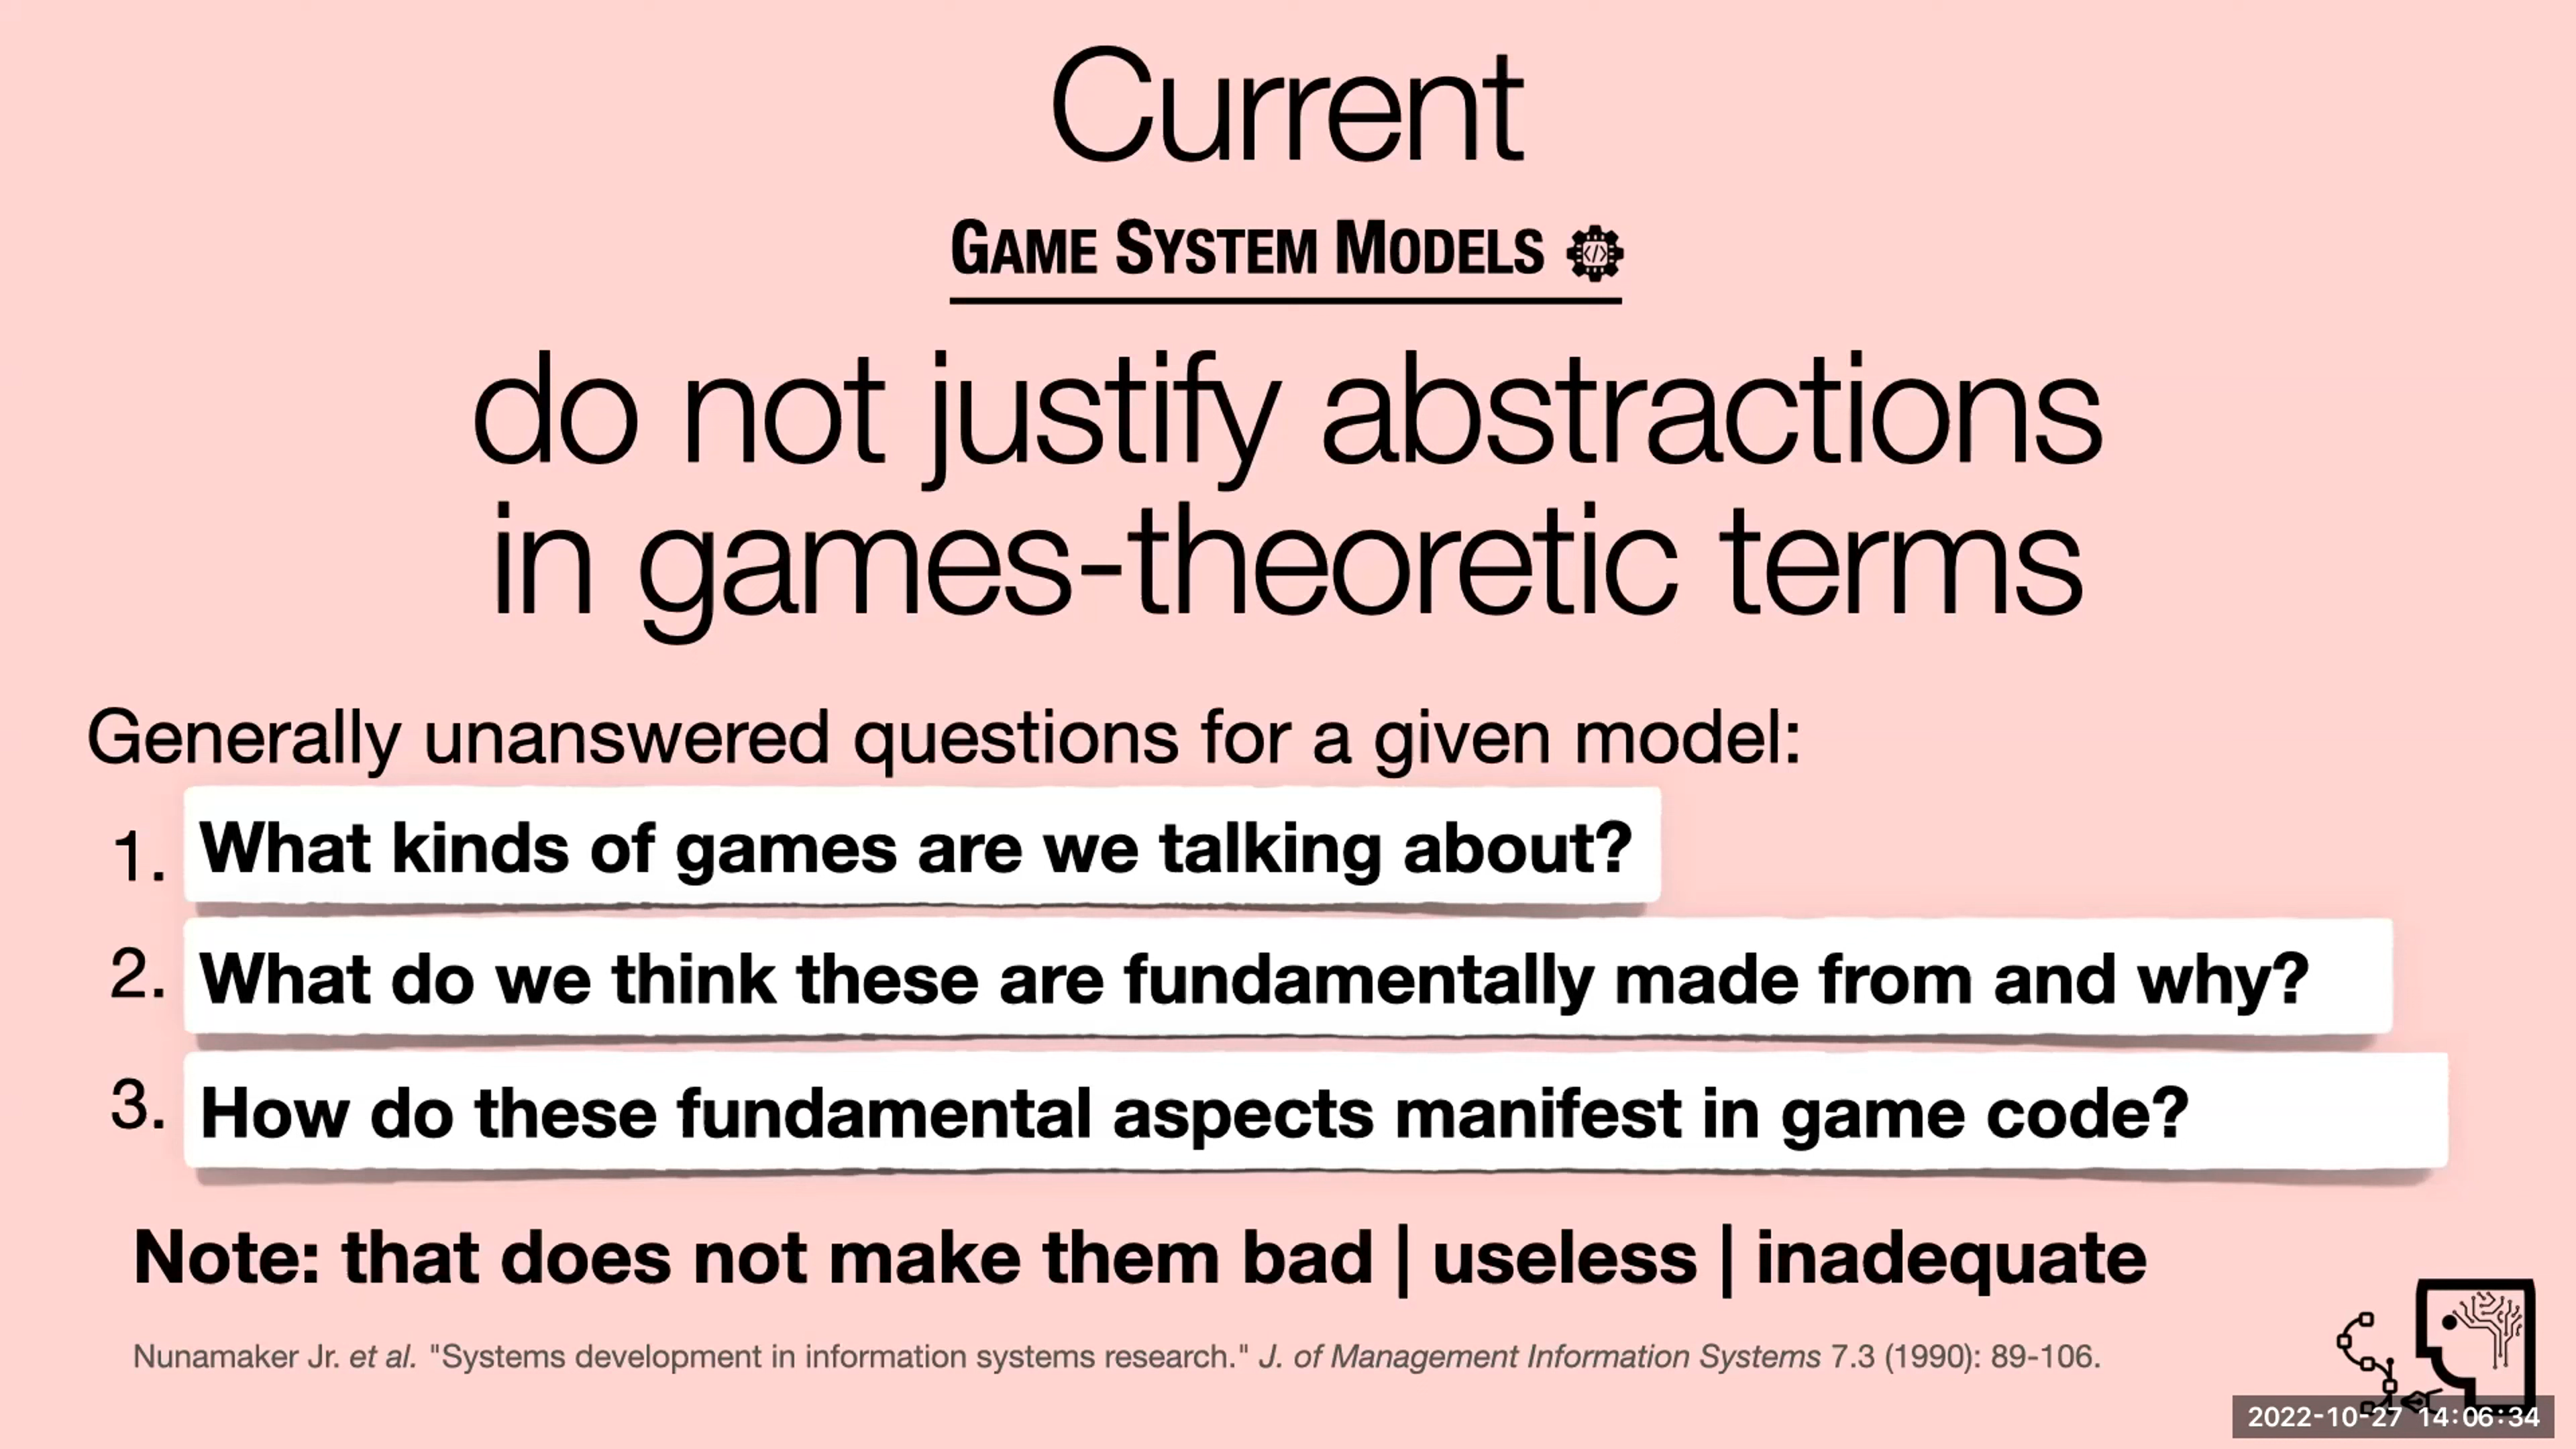 Current
GAME SYSTEM MODELS
do not justify abstractions
in games-theoretic terms
Generally unanswered questions for a given model:
1. What kinds of games are we talking about?
2. What do we think these are fundamentally made from and why?
3. How do these fundamental aspects manifest in game code?
Note: that does not make them bad | useless | inadequate
Nunamaker Jr. et al. "Systems development in information systems research." J. of Management Information Systems 7.3 (1990): 89-106.
2022-10-27 14:06:34